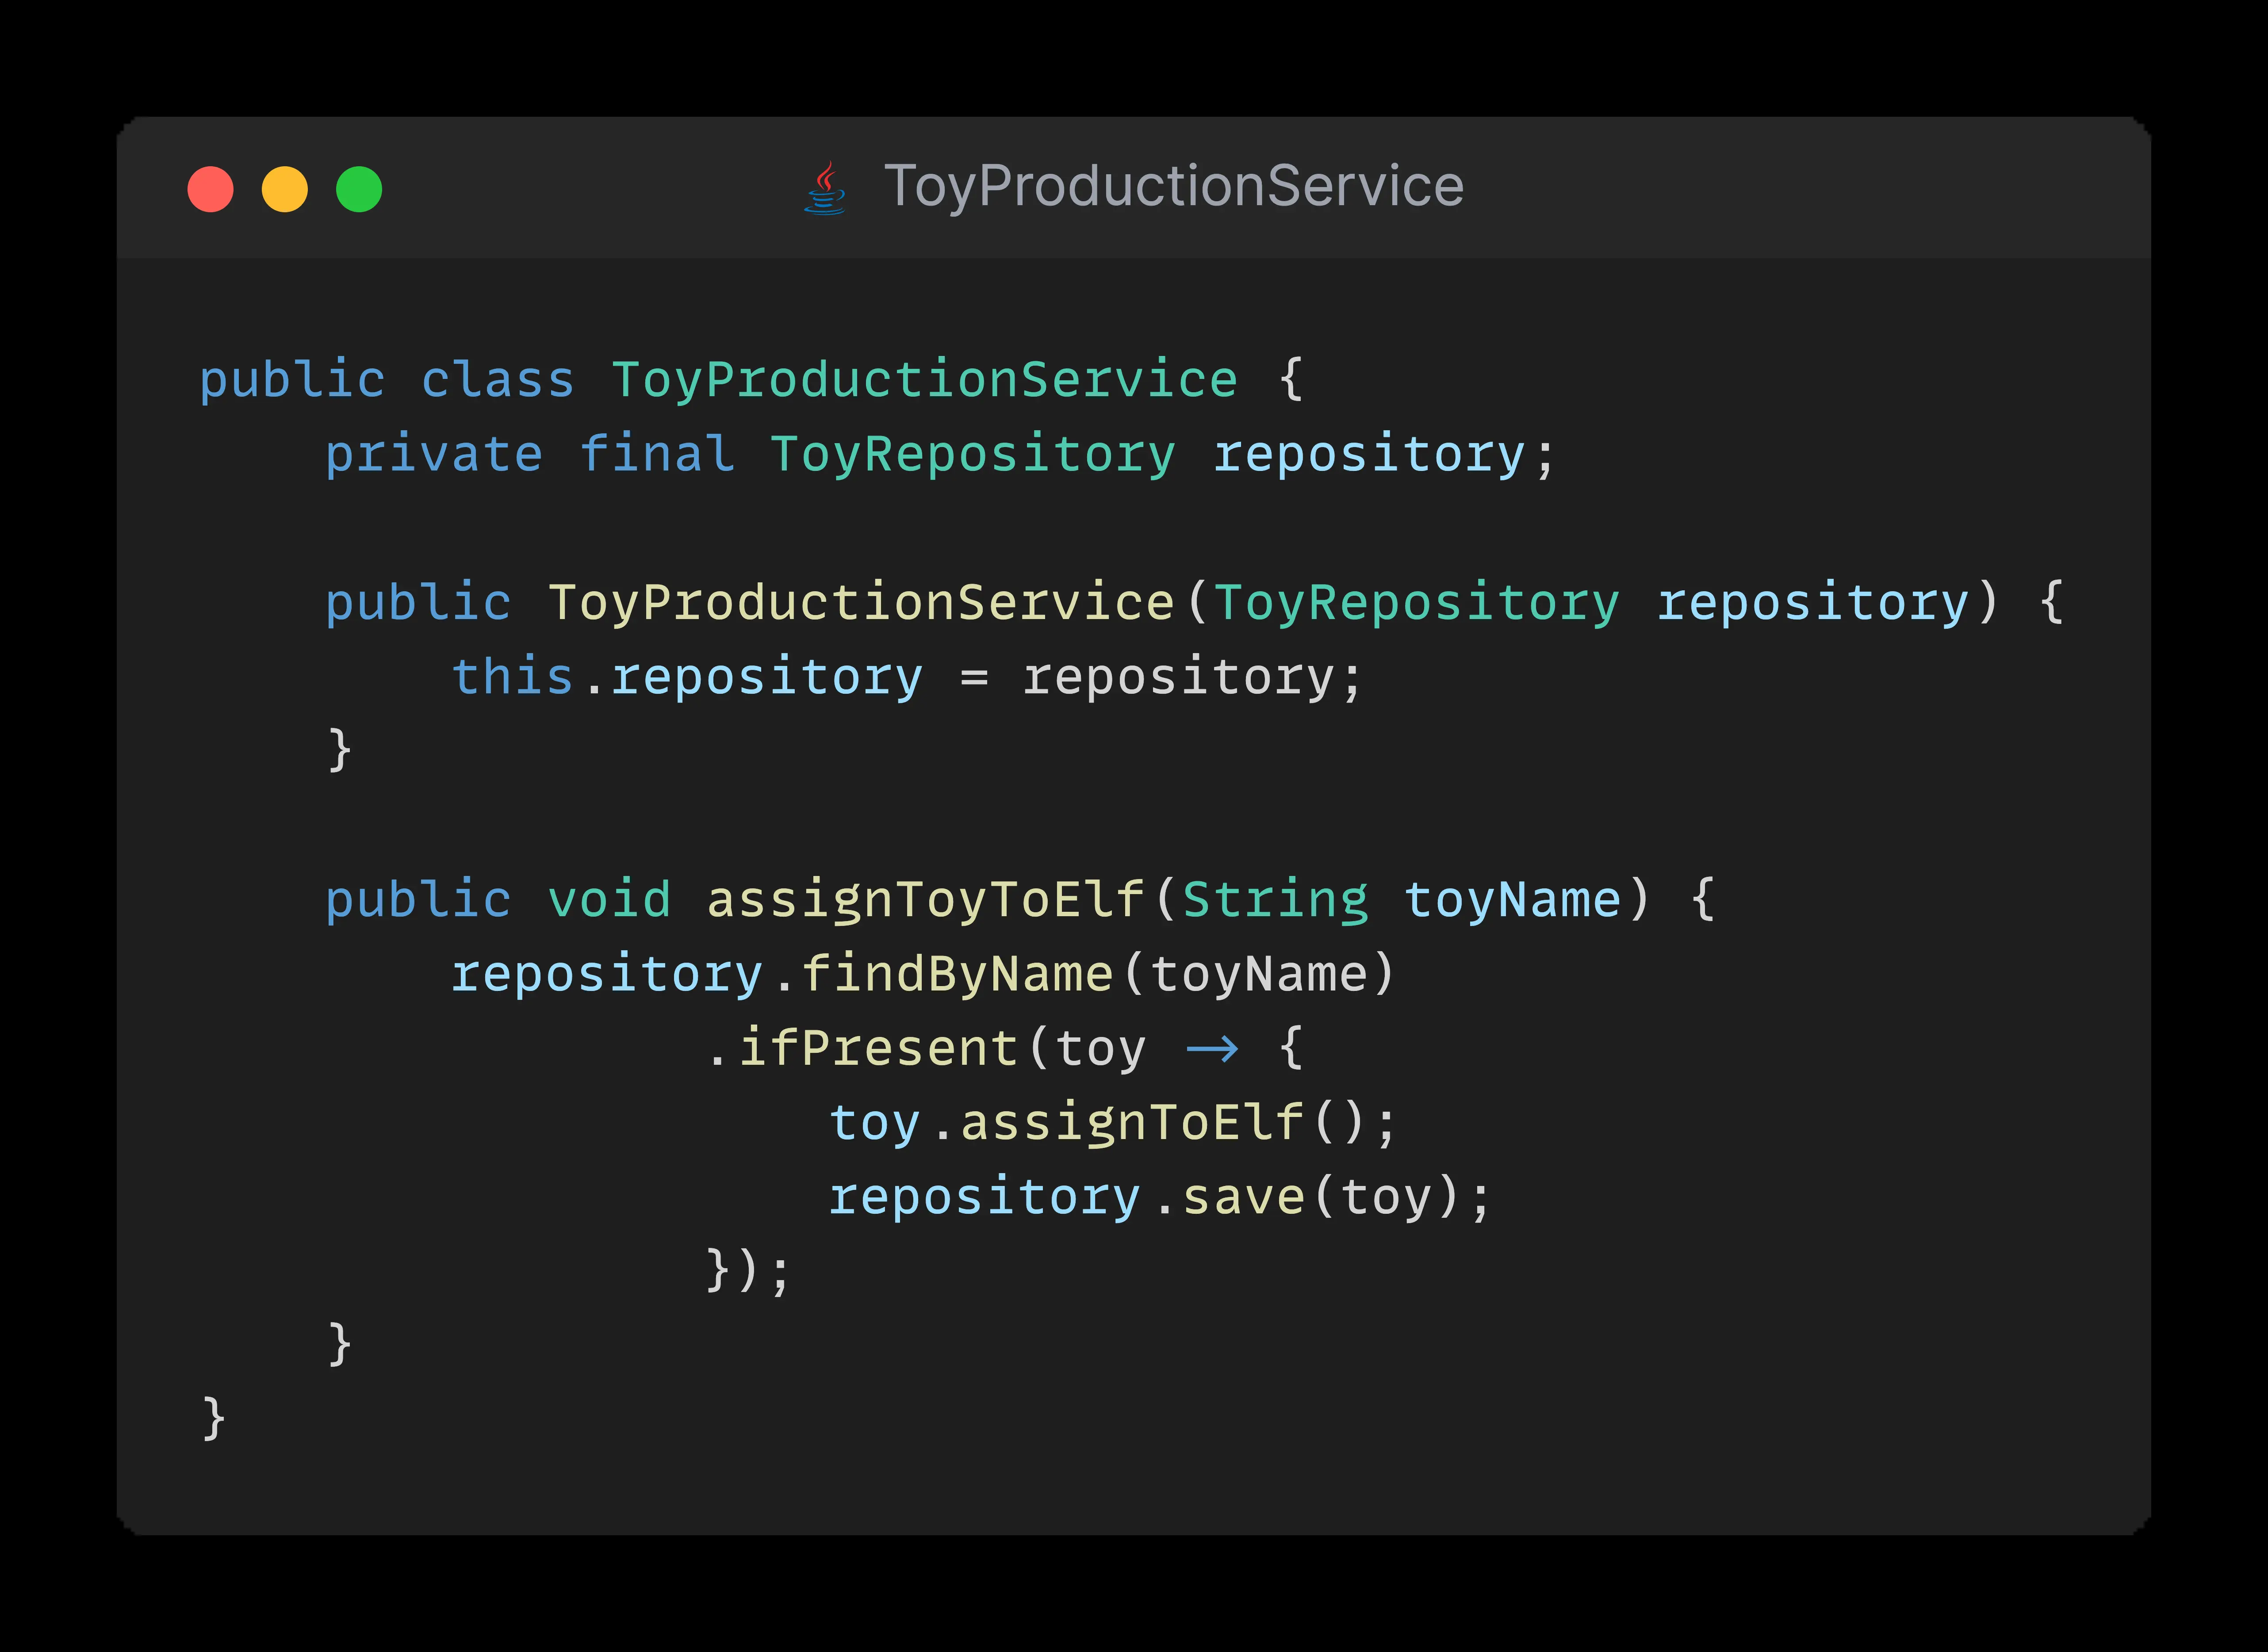 ToyProductionService
public class ToyProductionService {
    private final ToyRepository repository;
    public ToyProductionService(ToyRepository repository) {
        this.repository = repository;
    }
    public void assignToyToElf(String toyName) {
        repository.findByName(toyName)
                .ifPresent(toy -> {
                    toy.assignToElf();
                    repository.save(toy);
                });
    }
}